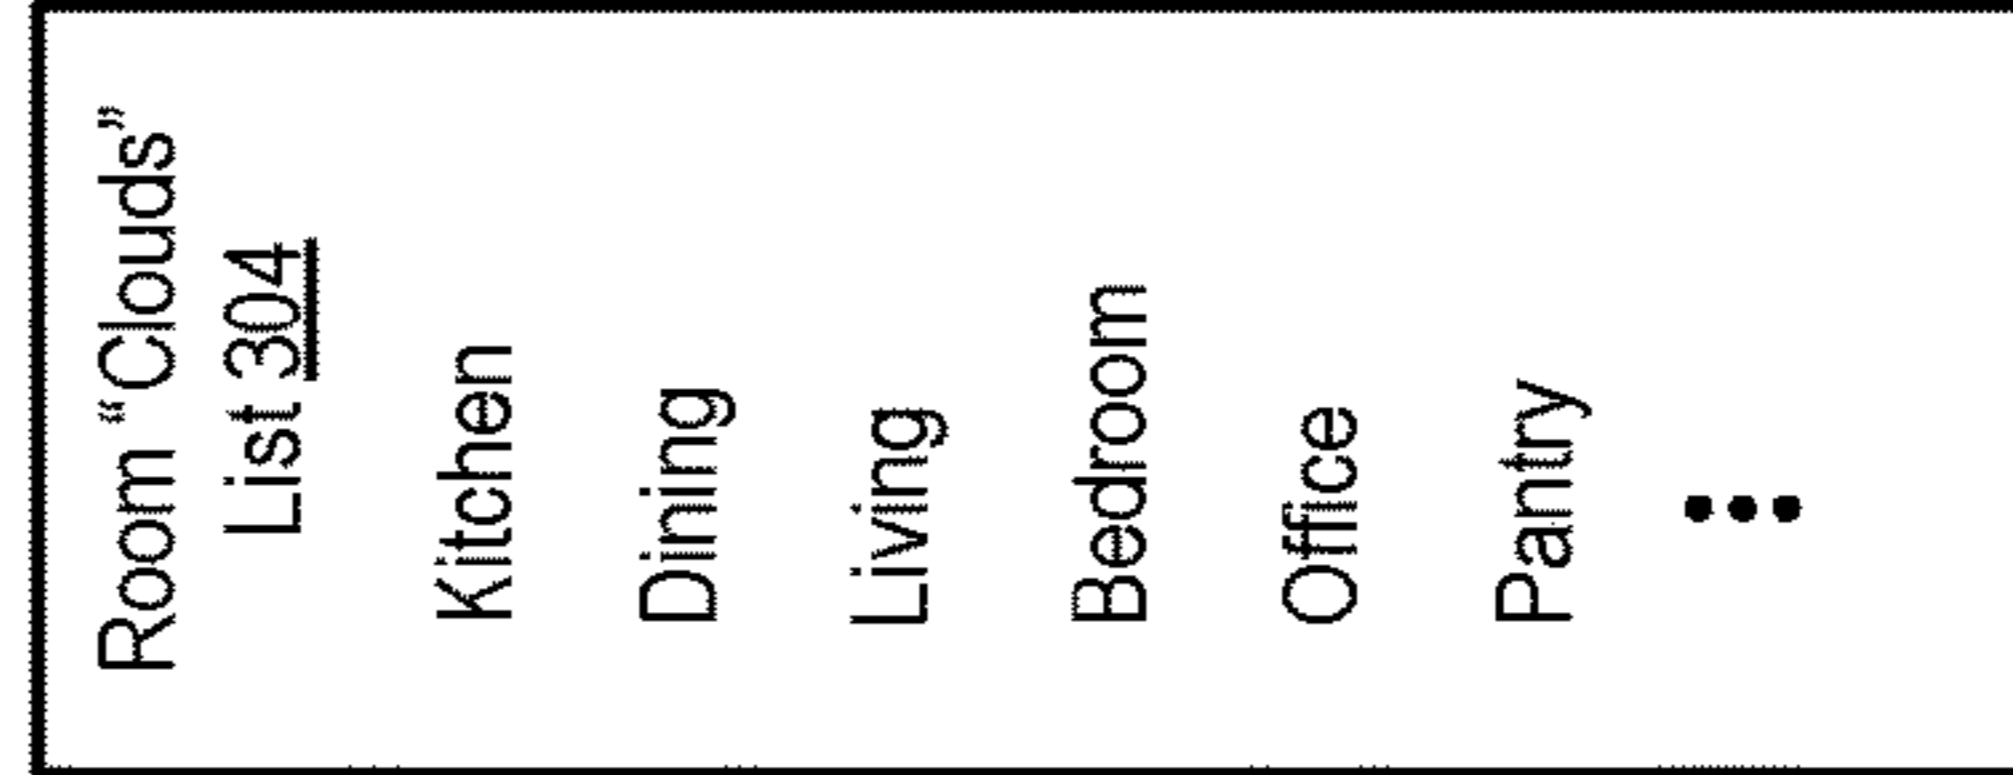 Room “Clouds”
List 304
Kitchen
Dining
Living
Bedroom
Office
Pantry
•••